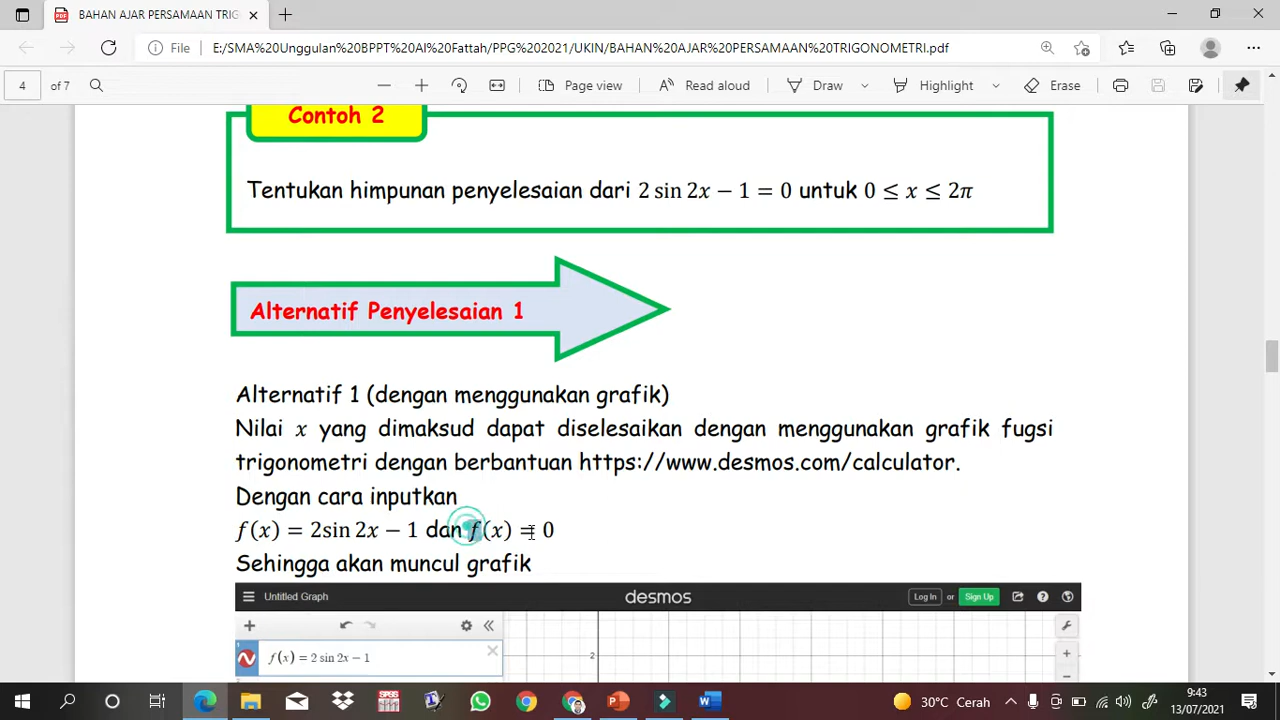 BAHAN AJAR PERSAMAAN TRIG
File E:/SMA%20Unggulan%20BPPT%20Al%20Fattah/PPG%202021/UKIN/BAHAN%20AJAR%20PERSAMAAN%20TRIGONOMETRI.pdf
4 of 7 Page view Read aloud Draw Highlight Erase
Contoh 2
Tentukan himpunan penyelesaian dari 2 sin 2x − 1 = 0 untuk 0 ≤ x ≤ 2π
Alternatif Penyelesaian 1
Alternatif 1 (dengan menggunakan grafik)
Nilai x yang dimaksud dapat diselesaikan dengan menggunakan grafik fugsi
trigonometri dengan berbantuan https://www.desmos.com/calculator.
Dengan cara inputkan
f(x) = 2sin 2x − 1 dan f(x) = 0
Sehingga akan muncul grafik
Untitled Graph desmos Log In or Sign Up
1
f(x) = 2 sin 2x − 1
2
30°C Cerah
9:43
13/07/2021